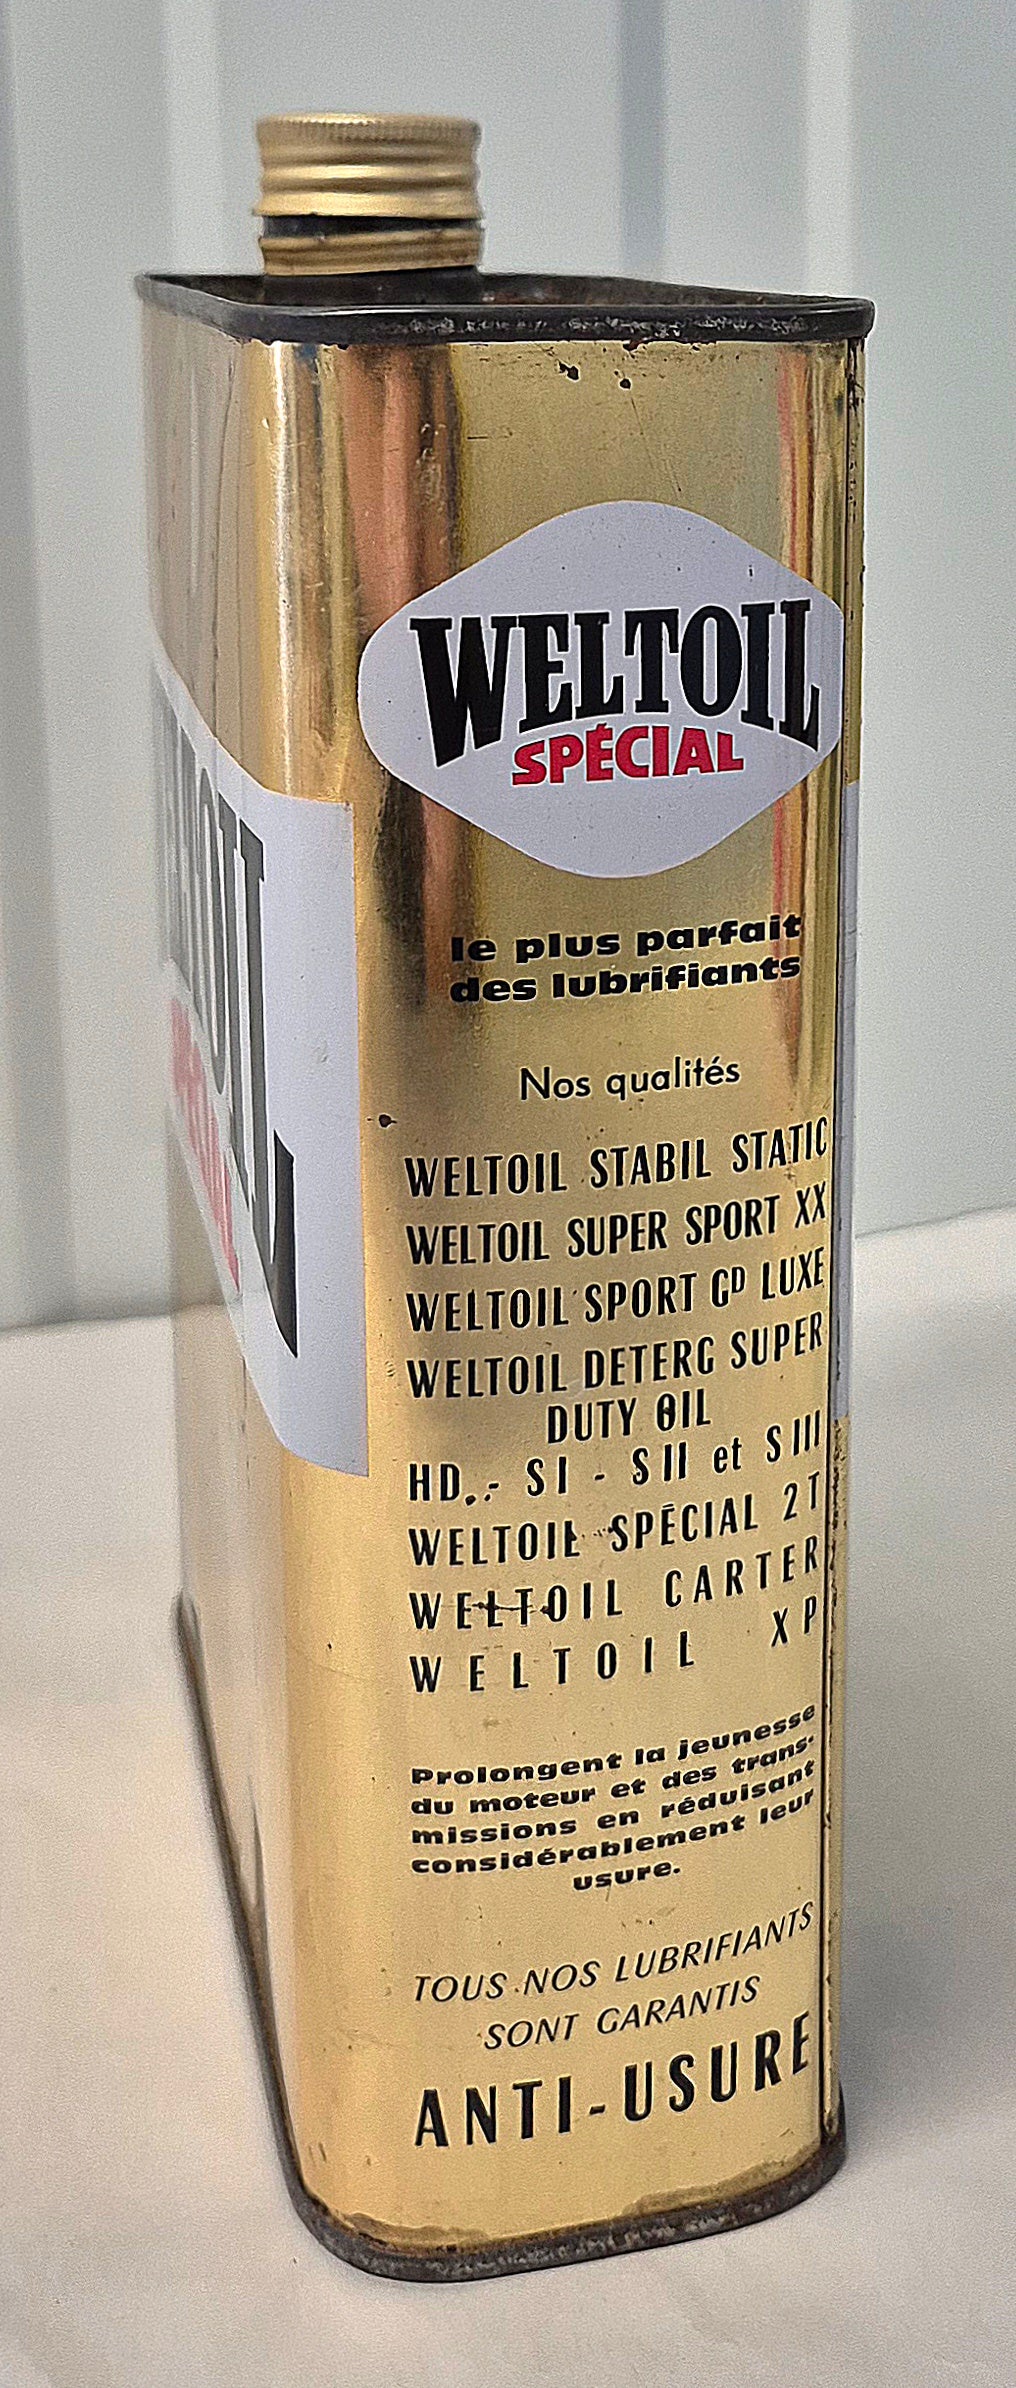 WELTOIL
SPÉCIAL
le plus parfait
des lubrifiants
Nos qualités
WELTOIL STABIL STATIC
WELTOIL SUPER SPORT XX
WELTOIL SPORT GD LUXE
WELTOIL DETERG SUPER
DUTY OIL
HD.- SI - SII et SIII
WELTOIL SPÉCIAL 2T
WELTOIL CARTER
WELTOIL XP
Prolongent la jeunesse
du moteur et des trans-
missions en réduisant
considérablement leur
usure.
TOUS NOS LUBRIFIANTS
SONT GARANTIS
ANTI-USURE